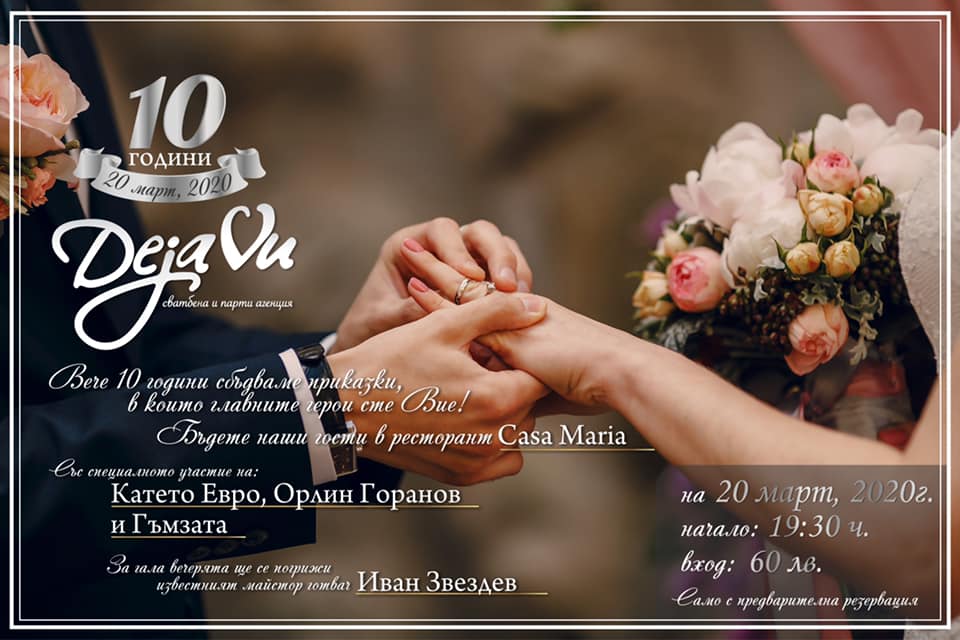 10
ГОДИНИ
20 март, 2020
Deja Vu
сватбена и парти агенция
Вече 10 години сбъдваме приказки,
в които главните герои сте Вие!
Бъдете наши гости в ресторант Casa Maria
Със специалното участие на:
Катето Евро, Орлин Горанов
и Гъмзата
За гала вечерята ще се погрижи
известният майстор готвач Иван Звездев
на 20 март, 2020г.
начало: 19:30 ч.
вход: 60 лв.
Само с предварителна резервация